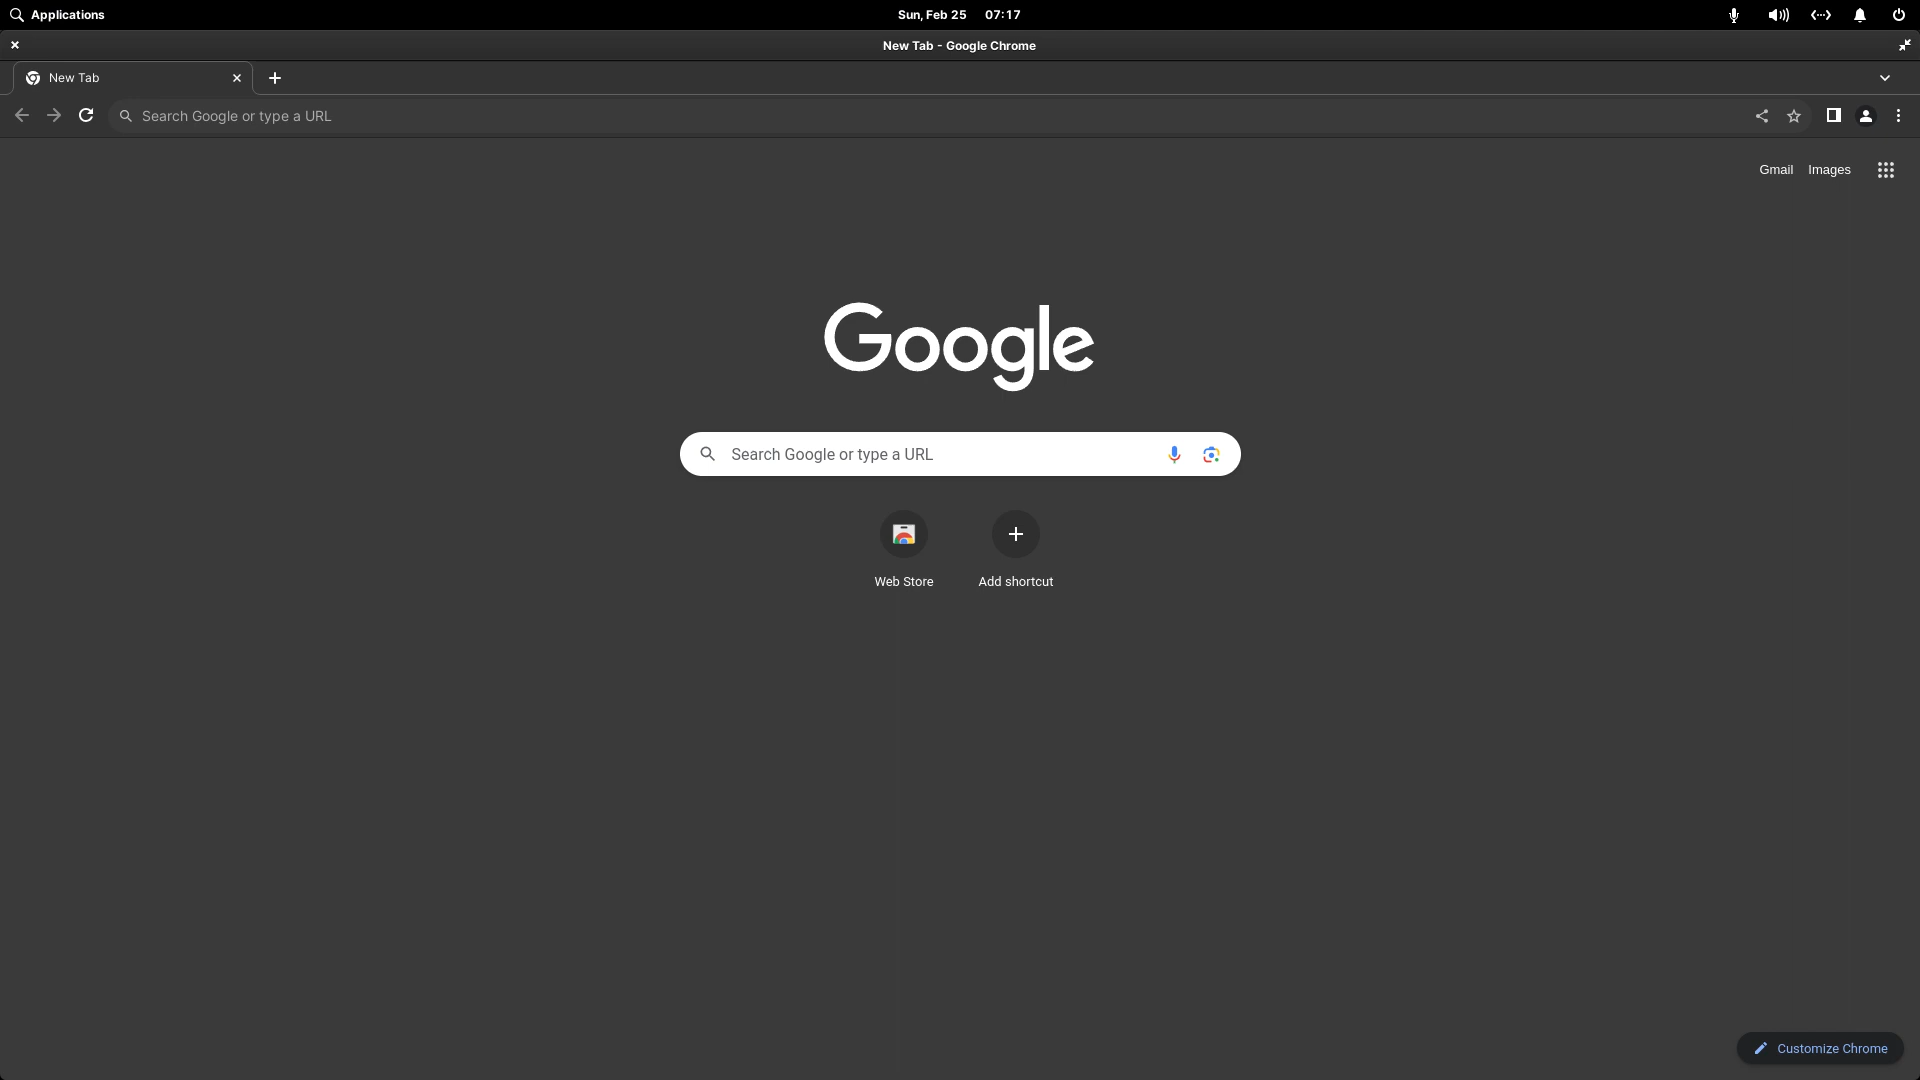 Applications
Sun, Feb 25 07:17
New Tab - Google Chrome
New Tab
Search Google or type a URL
Gmail Images
Google
Search Google or type a URL
Web Store Add shortcut
Customize Chrome